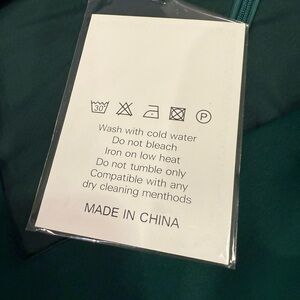 30 P
Wash with cold water
Do not bleach
Iron on low heat
Do not tumble only
Compatible with any
dry cleaning menthods
MADE IN CHINA